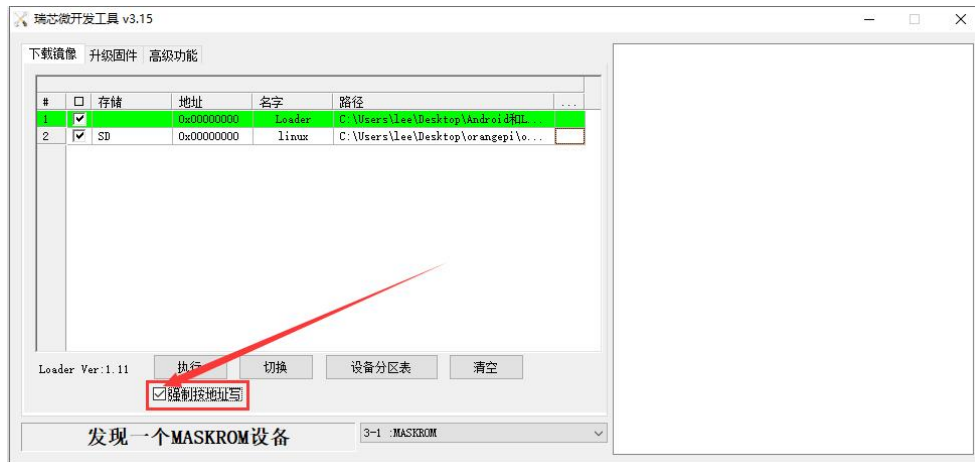 瑞芯微开发工具 v3.15
下载镜像 升级固件 高级功能
# 存储 地址 名字 路径 ...
1 0x00000000 Loader C:\Users\lee\Desktop\Android和L...
2 SD 0x00000000 linux C:\Users\lee\Desktop\orangepi\o...
Loader Ver:1.11 执行 切换 设备分区表 清空
强制按地址写
发现一个MASKROM设备 3-1 :MASKROM